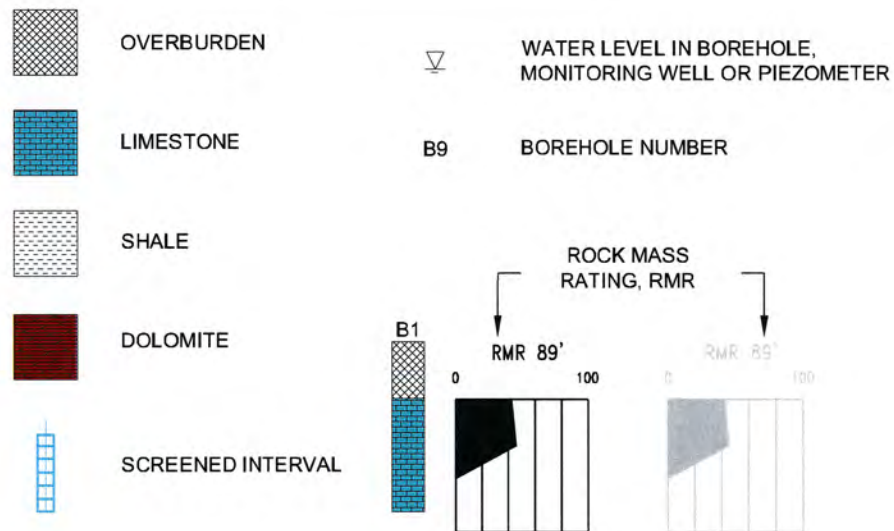 OVERBURDEN
LIMESTONE
SHALE
DOLOMITE
SCREENED INTERVAL
WATER LEVEL IN BOREHOLE,
MONITORING WELL OR PIEZOMETER
B9 BOREHOLE NUMBER
ROCK MASS
RATING, RMR
B1
RMR 89'
0 100
RMR 89'
0 100